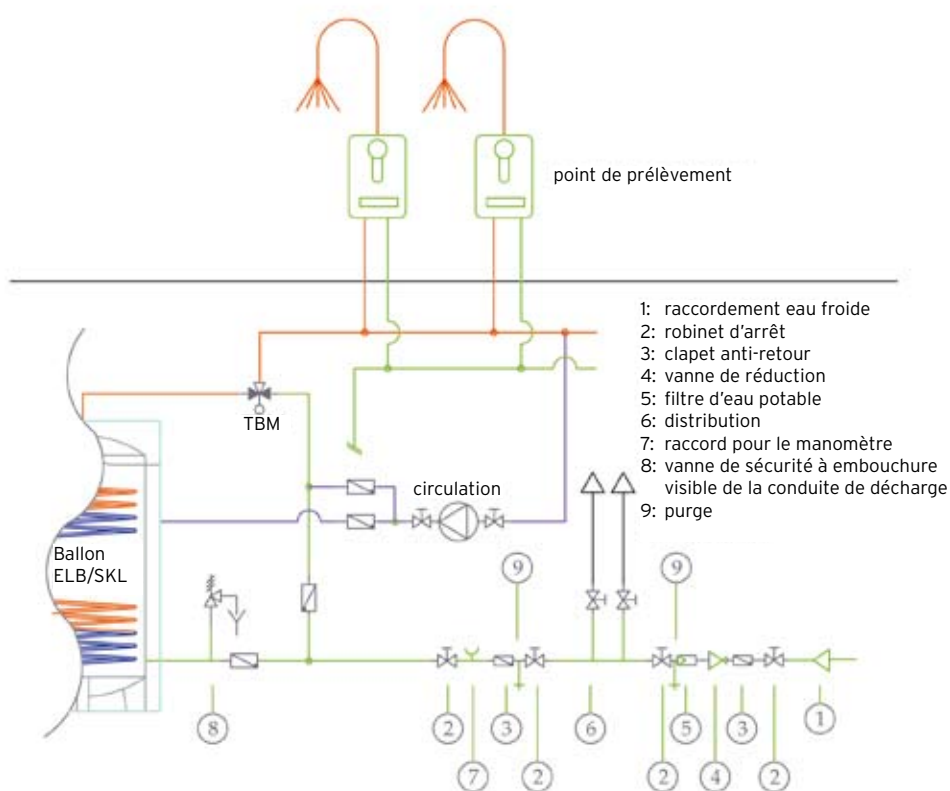 point de prélèvement
1: raccordement eau froide
2: robinet d'arrêt
3: clapet anti-retour
4: vanne de réduction
5: filtre d'eau potable
6: distribution
7: raccord pour le manomètre
8: vanne de sécurité à embouchure
visible de la conduite de décharge
9: purge
TBM
circulation
Ballon
ELB/SKL
9
9
8
2
3
6
5
3
1
7
2
2
4
2